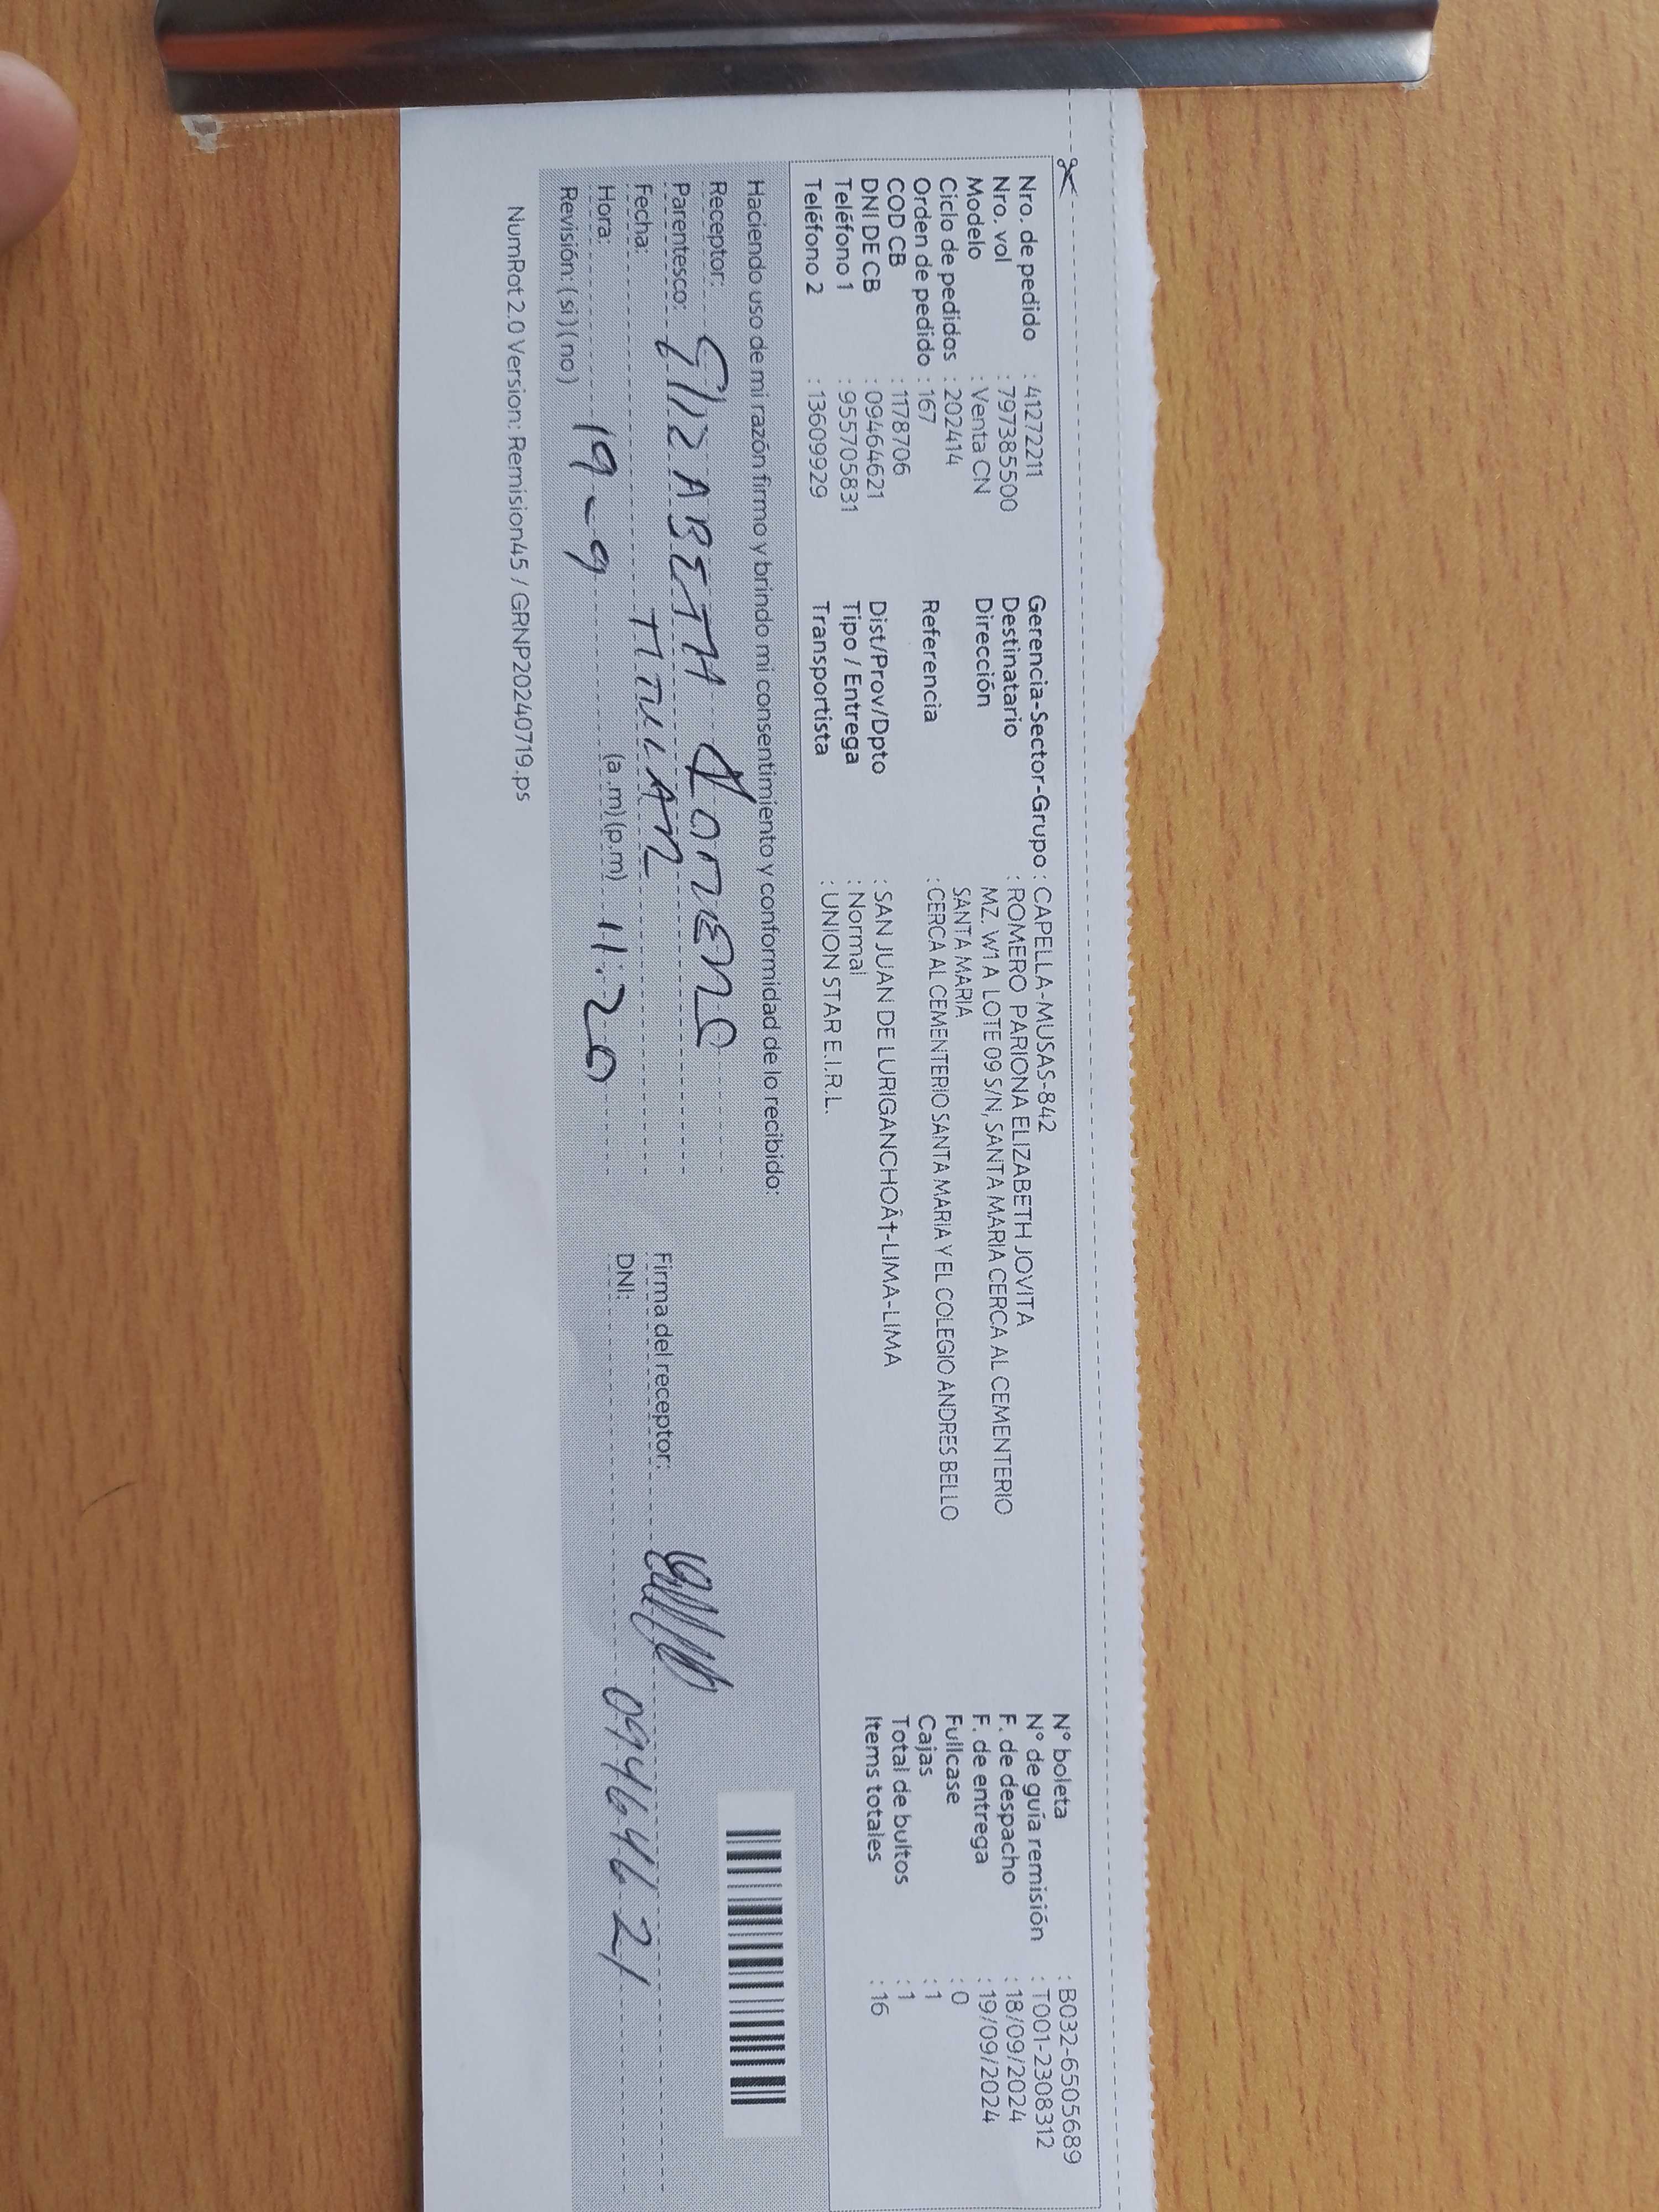 Nro. de pedido : 41272211
Nro. vol : 797385500
Modelo : Venta CN
Ciclo de pedidos : 202414
Orden de pedido : 167
COD CB : 1178706
DNI DE CB : 09464621
Teléfono 1 : 955705831
Teléfono 2 : 13609929
Gerencia-Sector-Grupo : CAPELLA-MUSAS-842
Destinatario : ROMERO PARIONA ELIZABETH JOVITA
Dirección MZ. W1 A LOTE 09 S/N, SANTA MARIA CERCA AL CEMENTERIO
SANTA MARIA
Referencia : CERCA AL CEMENTERIO SANTA MARIA Y EL COLEGIO ANDRES BELLO
Dist/Prov/Dpto : SAN JUAN DE LURIGANCHOÂ†-LIMA-LIMA
Tipo / Entrega : Normal
Transportista : UNION STAR E.I.R.L.
N° boleta : B032-6505689
N° de guía remisión : T001-2308312
F. de despacho : 18/09/2024
F. de entrega : 19/09/2024
Fullcase : 0
Cajas : 1
Total de bultos : 1
Items totales : 16
Haciendo uso de mi razón firmo y brindo mi consentimiento y conformidad de lo recibido:
Receptor: ELIZABETH ROMERO
Parentesco: TITULAR
Fecha:
Hora: 19-9 (a.m)(p.m) 11:20
Revisión: (si)(no)
Firma del receptor:
DNI: 09464621
NumRot 2.0 Version: Remision45 / GRNP20240719.ps